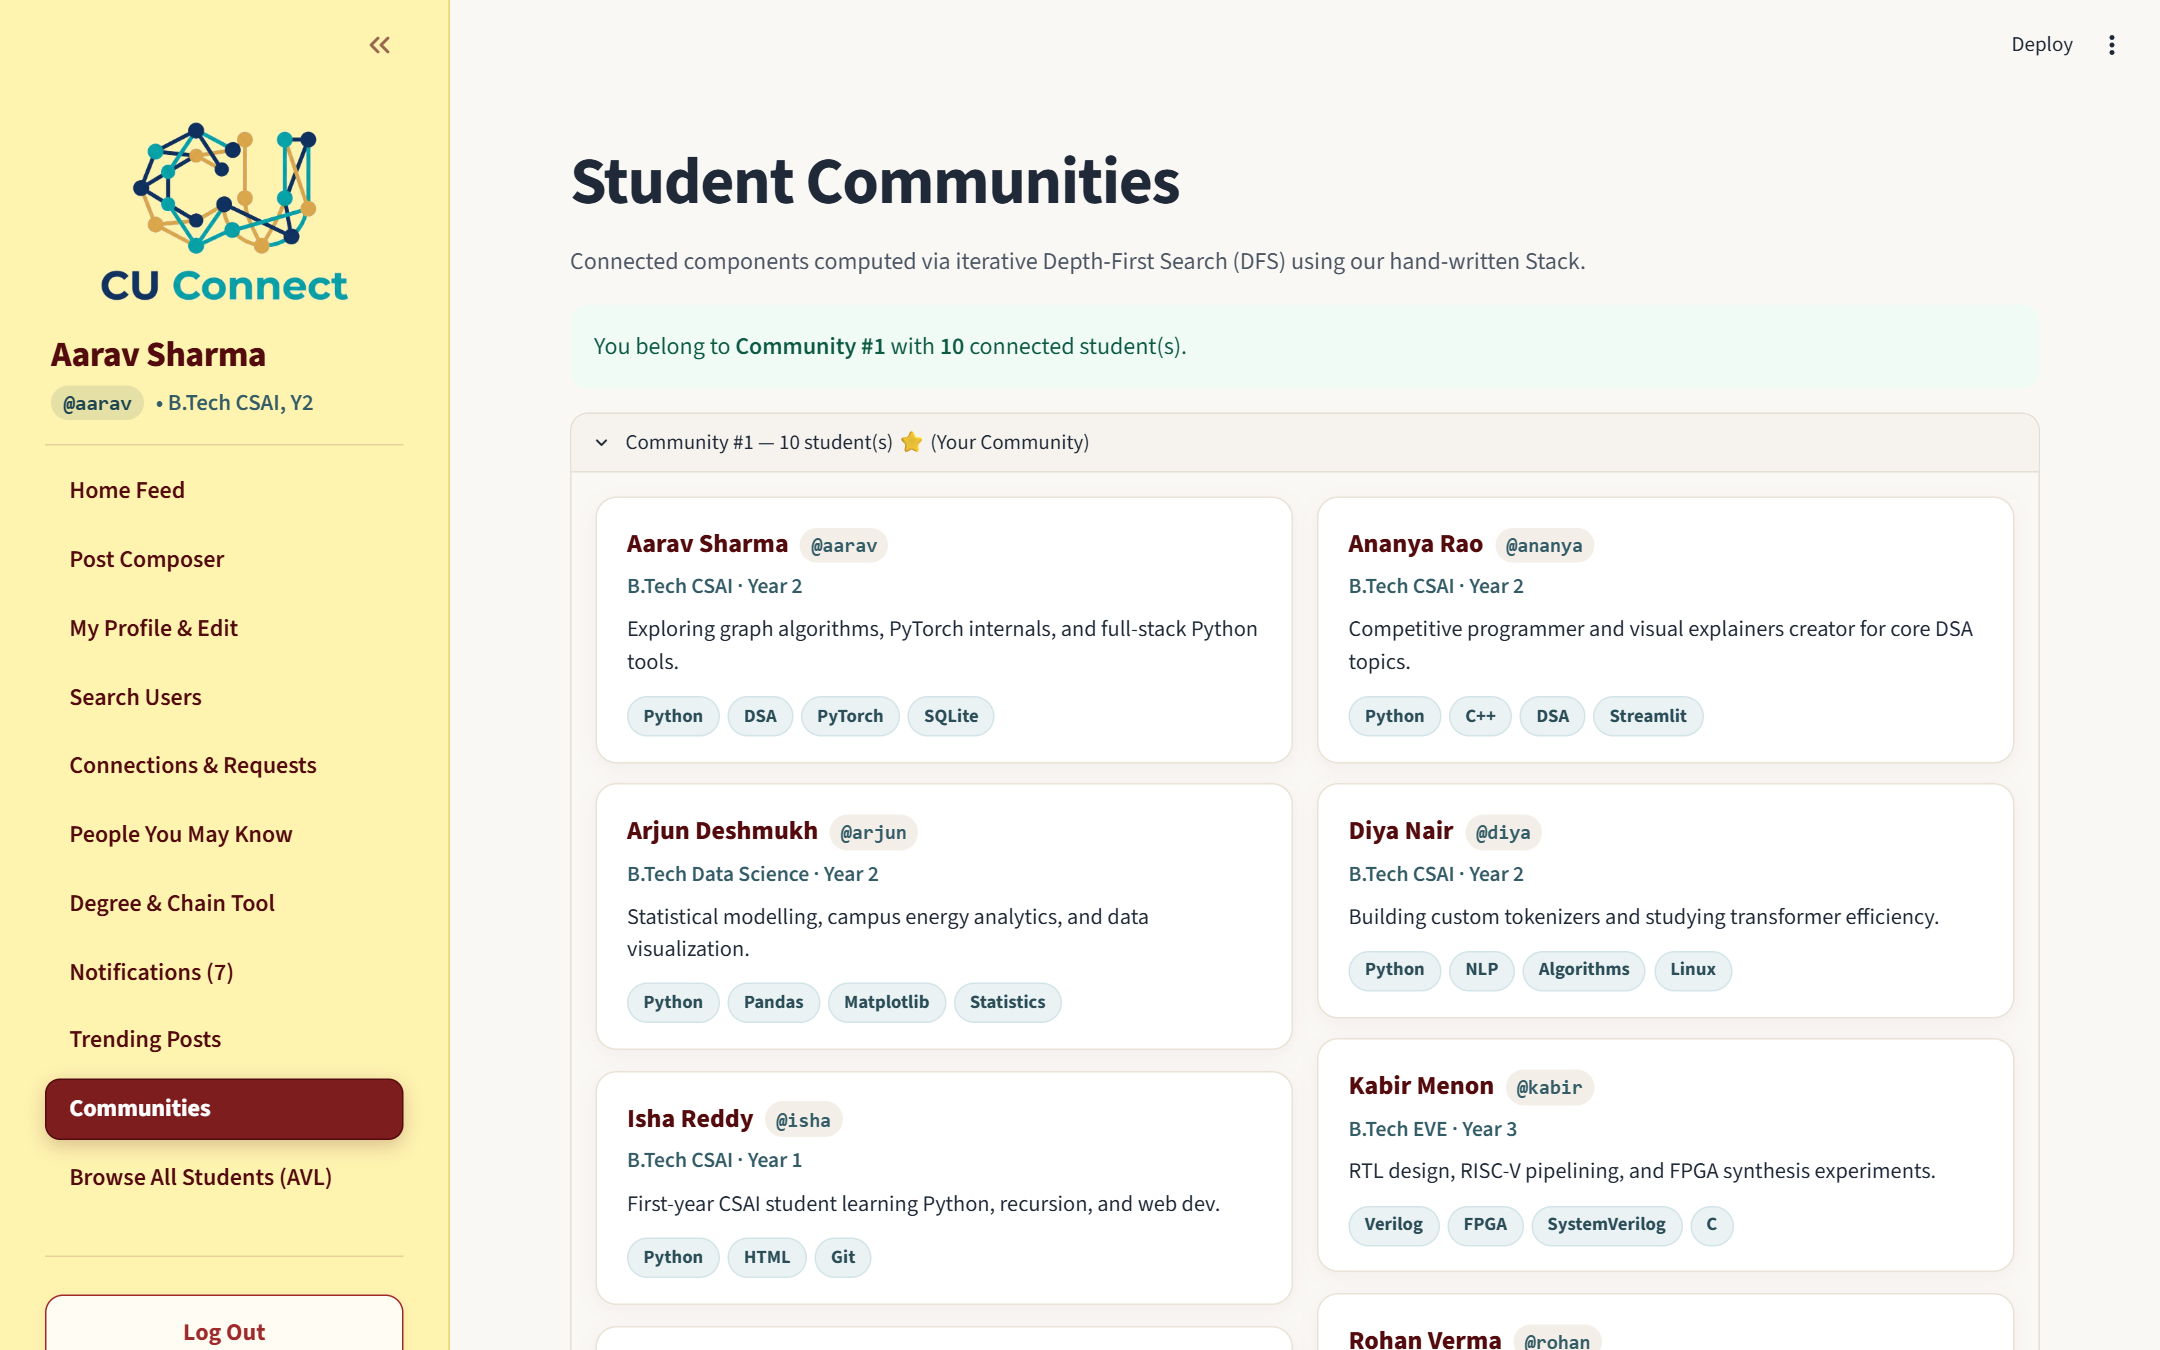 Deploy
CU Connect
Aarav Sharma
@aarav • B.Tech CSAI, Y2
Home Feed
Post Composer
My Profile & Edit
Search Users
Connections & Requests
People You May Know
Degree & Chain Tool
Notifications (7)
Trending Posts
Communities
Browse All Students (AVL)
Log Out
Student Communities
Connected components computed via iterative Depth-First Search (DFS) using our hand-written Stack.
You belong to Community #1 with 10 connected student(s).
Community #1 — 10 student(s) ⭐ (Your Community)
Aarav Sharma @aarav
B.Tech CSAI · Year 2
Exploring graph algorithms, PyTorch internals, and full-stack Python
tools.
Python DSA PyTorch SQLite
Ananya Rao @ananya
B.Tech CSAI · Year 2
Competitive programmer and visual explainers creator for core DSA
topics.
Python C++ DSA Streamlit
Arjun Deshmukh @arjun
B.Tech Data Science · Year 2
Statistical modelling, campus energy analytics, and data
visualization.
Python Pandas Matplotlib Statistics
Diya Nair @diya
B.Tech CSAI · Year 2
Building custom tokenizers and studying transformer efficiency.
Python NLP Algorithms Linux
Isha Reddy @isha
B.Tech CSAI · Year 1
First-year CSAI student learning Python, recursion, and web dev.
Python HTML Git
Kabir Menon @kabir
B.Tech EVE · Year 3
RTL design, RISC-V pipelining, and FPGA synthesis experiments.
Verilog FPGA SystemVerilog C
Rohan Verma @rohan